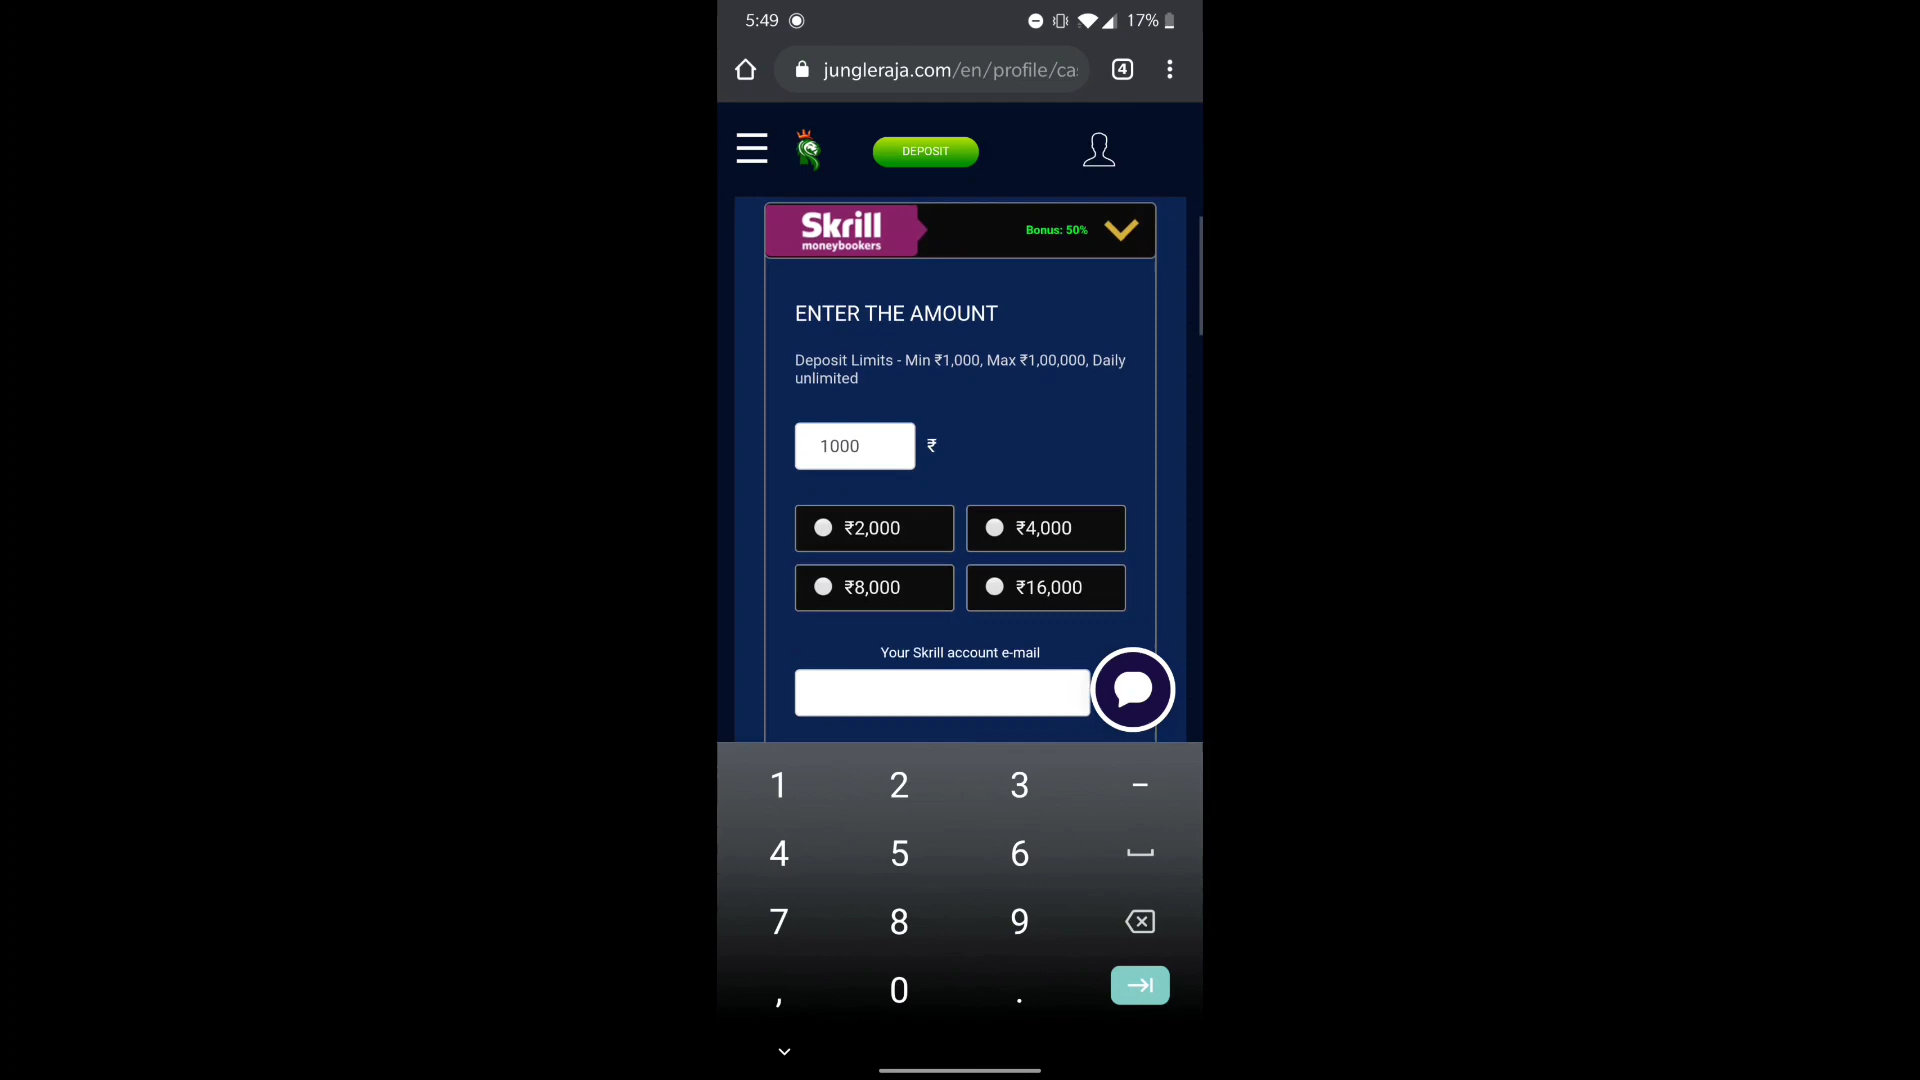 5:49
17%
jungleraja.com/en/profile/ca
4
DEPOSIT
Skrill
moneybookers
Bonus: 50%
ENTER THE AMOUNT
Deposit Limits - Min ₹1,000, Max ₹1,00,000, Daily
unlimited
1000 ₹
₹2,000 ₹4,000
₹8,000 ₹16,000
Your Skrill account e-mail
1 2 3 -
4 5 6
7 8 9
, 0 .